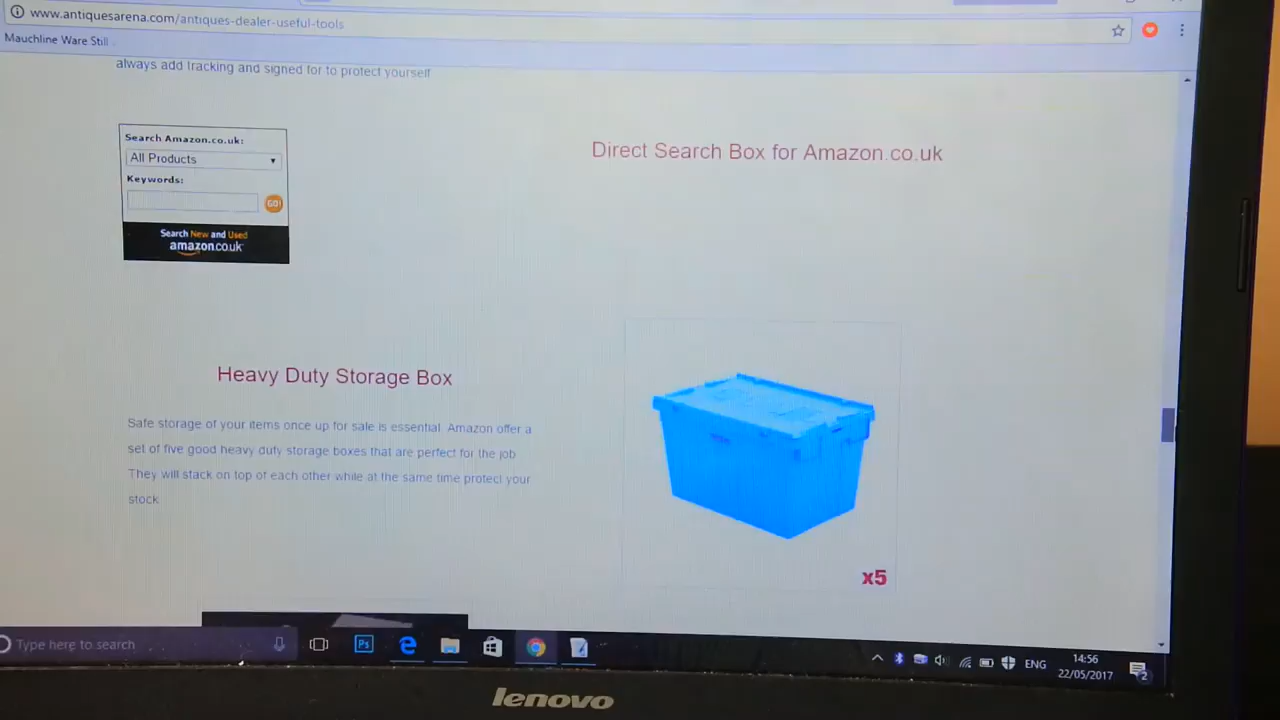 www.antiquesarena.com/antiques-dealer-useful-tools
Mauchline Ware Still
always add tracking and signed for to protect yourself
Search Amazon.co.uk:
All Products
Keywords:
GO!
Search New and Used
amazon.co.uk
Direct Search Box for Amazon.co.uk
Heavy Duty Storage Box
Safe storage of your items once up for sale is essential. Amazon offer a
set of five good heavy duty storage boxes that are perfect for the job.
They will stack on top of each other while at the same time protect your
stock
x5
Type here to search
Ps
ENG
14:56
22/05/2017
2
lenovo